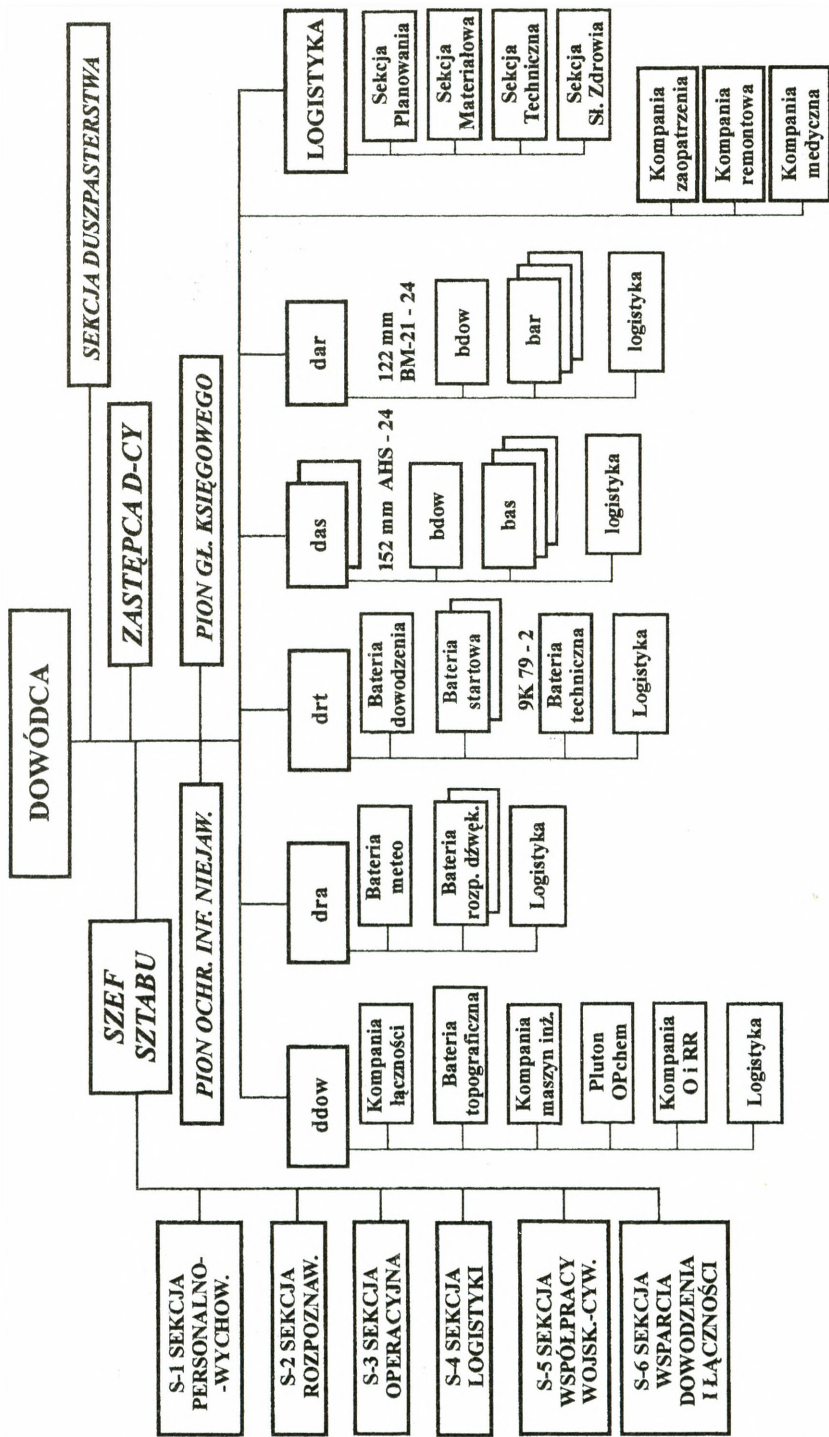 DOWÓDCA
SEKCJA DUSZPASTERSTWA
ZASTĘPCA D-CY
SZEF
SZTABU
PION OCHR. INF. NIEJAW.
PION GŁ. KSIĘGOWEGO
S-1 SEKCJA
PERSONALNO-
-WYCHOW.
S-2 SEKCJA
ROZPOZNAW.
S-3 SEKCJA
OPERACYJNA
S-4 SEKCJA
LOGISTYKI
S-5 SEKCJA
WSPÓŁPRACY
WOJSK.-CYW.
S-6 SEKCJA
WSPARCIA
DOWODZENIA
I ŁĄCZNOŚCI
ddow
Kompania
łączności
Bateria
topograficzna
Kompania
maszyn inż.
Pluton
OPchem
Kompania
O i RR
Logistyka
dra
Bateria
meteo
Bateria
rozp. dźwęk.
Logistyka
drt
Bateria
dowodzenia
Bateria
startowa
9K 79 - 2
Bateria
techniczna
Logistyka
das
152 mm AHS - 24
bdow
bas
logistyka
dar
122 mm
BM-21 - 24
bdow
bar
logistyka
LOGISTYKA
Sekcja
Planowania
Sekcja
Materiałowa
Sekcja
Techniczna
Sekcja
Sł. Zdrowia
Kompania
zaopatrzenia
Kompania
remontowa
Kompania
medyczna